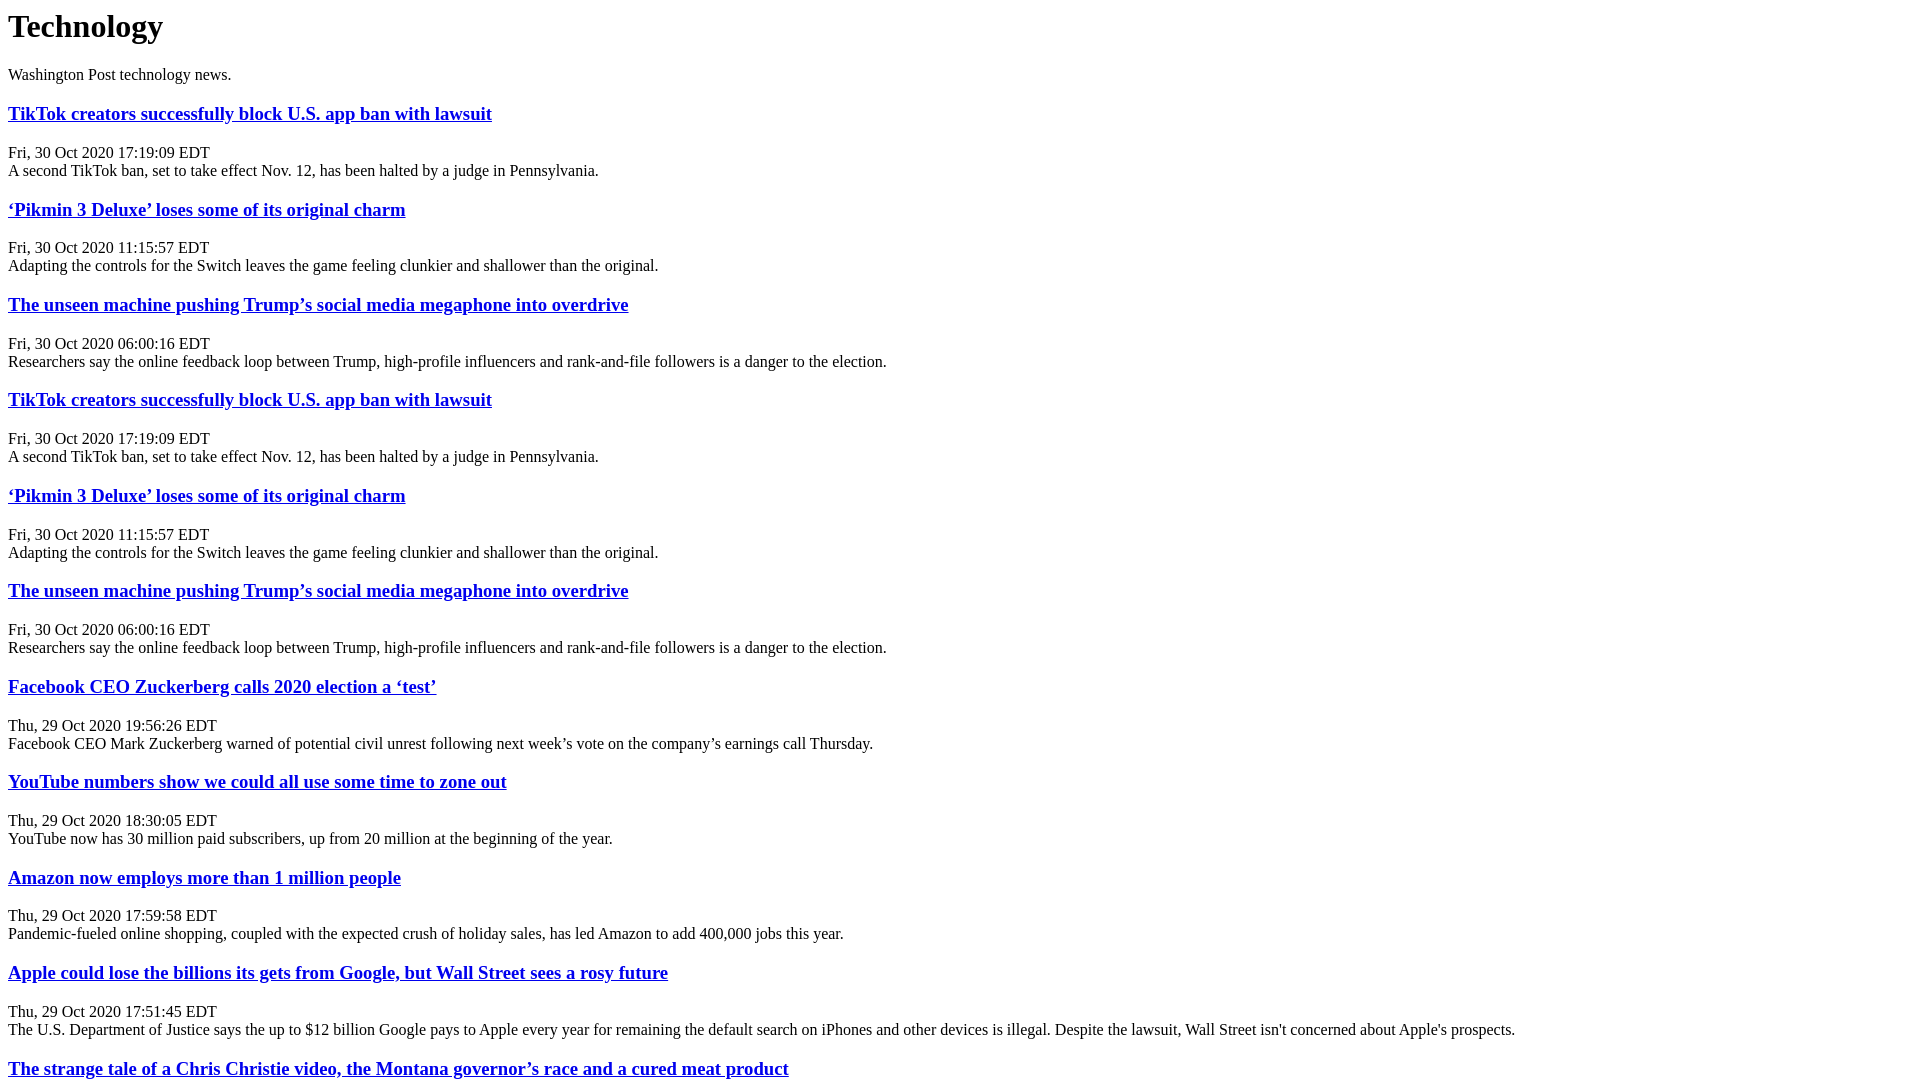 Technology
Washington Post technology news.
TikTok creators successfully block U.S. app ban with lawsuit
Fri, 30 Oct 2020 17:19:09 EDT
A second TikTok ban, set to take effect Nov. 12, has been halted by a judge in Pennsylvania.
‘Pikmin 3 Deluxe’ loses some of its original charm
Fri, 30 Oct 2020 11:15:57 EDT
Adapting the controls for the Switch leaves the game feeling clunkier and shallower than the original.
The unseen machine pushing Trump’s social media megaphone into overdrive
Fri, 30 Oct 2020 06:00:16 EDT
Researchers say the online feedback loop between Trump, high-profile influencers and rank-and-file followers is a danger to the election.
TikTok creators successfully block U.S. app ban with lawsuit
Fri, 30 Oct 2020 17:19:09 EDT
A second TikTok ban, set to take effect Nov. 12, has been halted by a judge in Pennsylvania.
‘Pikmin 3 Deluxe’ loses some of its original charm
Fri, 30 Oct 2020 11:15:57 EDT
Adapting the controls for the Switch leaves the game feeling clunkier and shallower than the original.
The unseen machine pushing Trump’s social media megaphone into overdrive
Fri, 30 Oct 2020 06:00:16 EDT
Researchers say the online feedback loop between Trump, high-profile influencers and rank-and-file followers is a danger to the election.
Facebook CEO Zuckerberg calls 2020 election a ‘test’
Thu, 29 Oct 2020 19:56:26 EDT
Facebook CEO Mark Zuckerberg warned of potential civil unrest following next week’s vote on the company’s earnings call Thursday.
YouTube numbers show we could all use some time to zone out
Thu, 29 Oct 2020 18:30:05 EDT
YouTube now has 30 million paid subscribers, up from 20 million at the beginning of the year.
Amazon now employs more than 1 million people
Thu, 29 Oct 2020 17:59:58 EDT
Pandemic-fueled online shopping, coupled with the expected crush of holiday sales, has led Amazon to add 400,000 jobs this year.
Apple could lose the billions its gets from Google, but Wall Street sees a rosy future
Thu, 29 Oct 2020 17:51:45 EDT
The U.S. Department of Justice says the up to $12 billion Google pays to Apple every year for remaining the default search on iPhones and other devices is illegal. Despite the lawsuit, Wall Street isn't concerned about Apple's prospects.
The strange tale of a Chris Christie video, the Montana governor’s race and a cured meat product